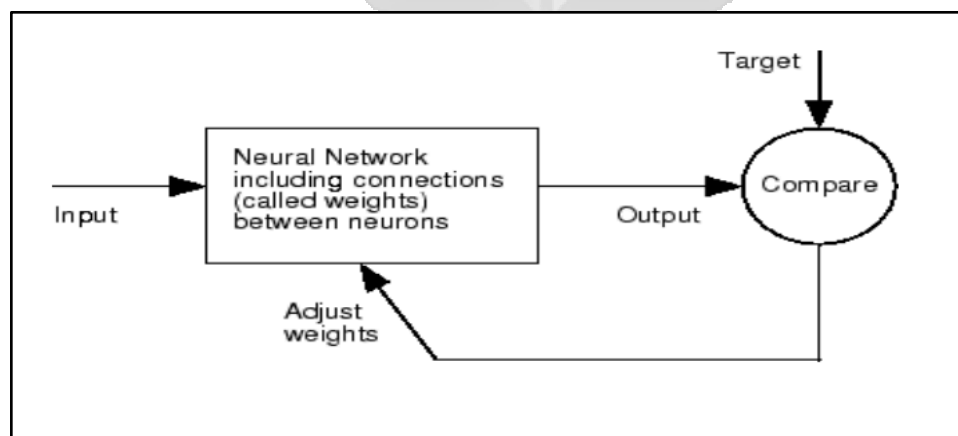 Target
Neural Network
including connections
(called weights)
between neurons
Compare
Input
Output
Adjust
weights